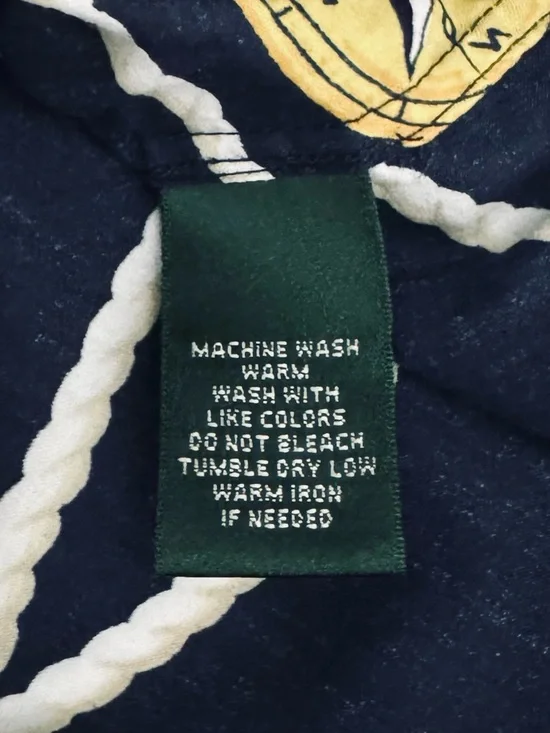 MACHINE WASH
WARM
WASH WITH
LIKE COLORS
DO NOT BLEACH
TUMBLE DRY LOW
WARM IRON
IF NEEDED